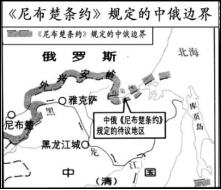 《尼布楚条约》规定的中俄边界
《尼布楚条约》规定的中俄边界
俄罗斯
北海
外兴安岭
雅克萨
尼布楚
黑
龙
江
中俄《尼布楚条约》
规定的待议地区
库页岛
黑龙江城
中国
（清）